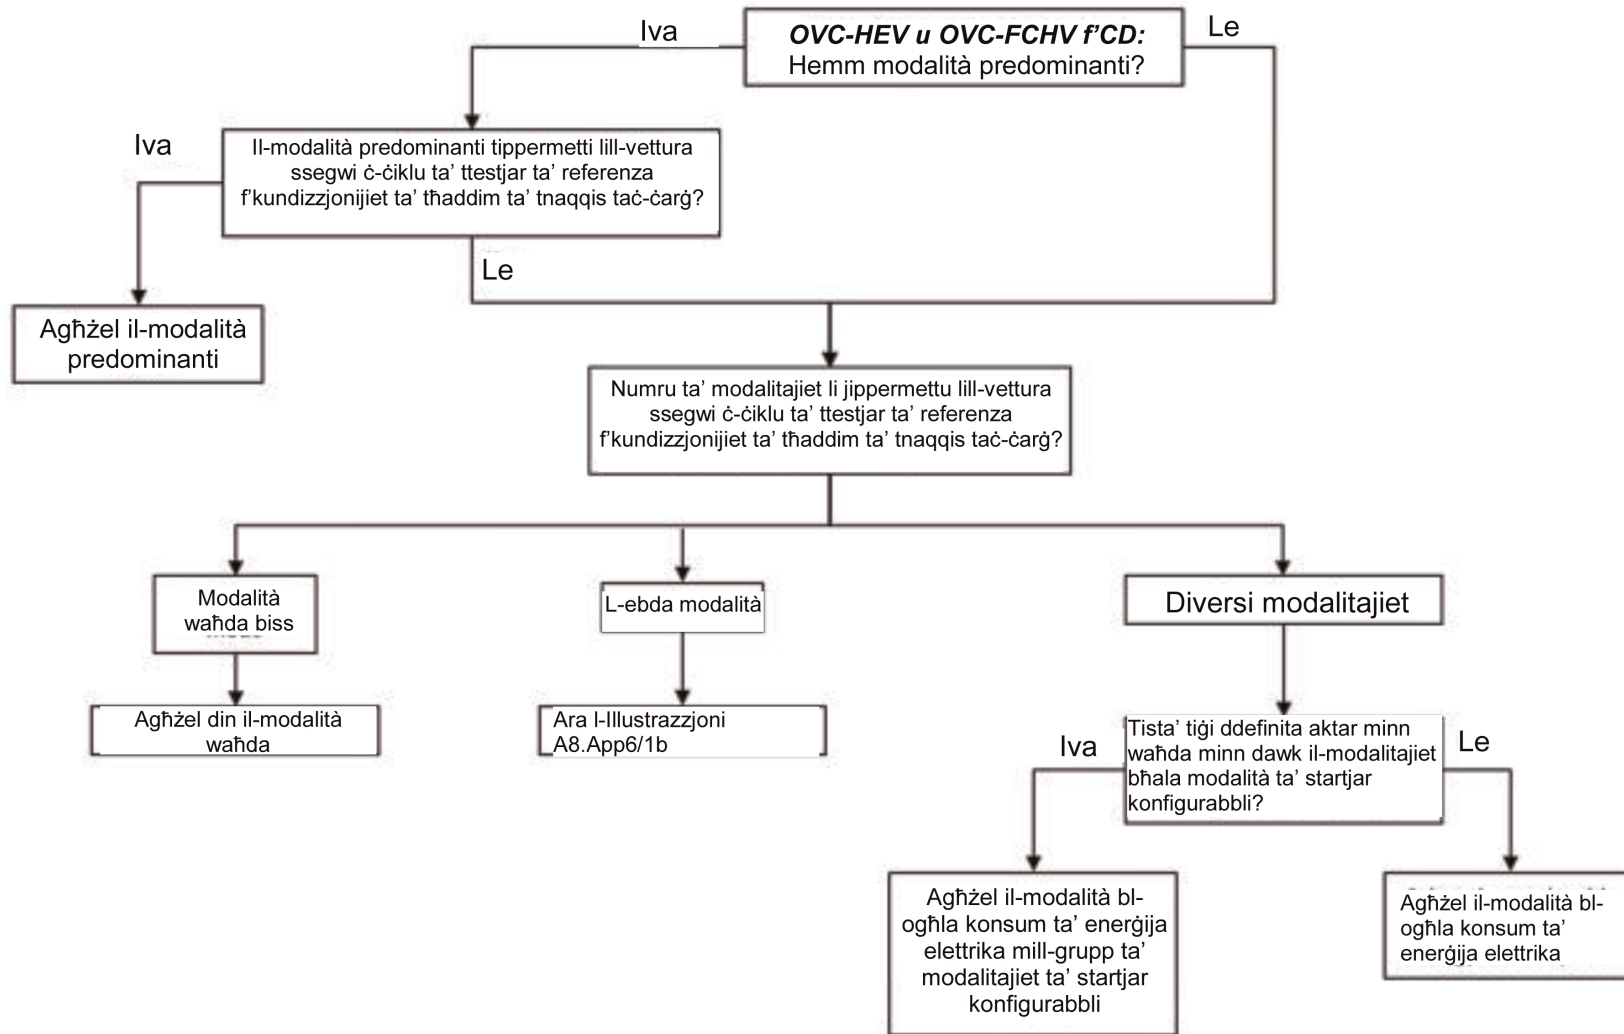 OVC-HEV u OVC-FCHV f’CD:
Hemm modalità predominanti?
Iva
Le
Il-modalità predominanti tippermetti lill-vettura
ssegwi ċ-ċiklu ta’ ttestjar ta’ referenza
f’kundizzjonijiet ta’ tħaddim ta’ tnaqqis taċ-ċarġ?
Iva
Le
Agħżel il-modalità
predominanti
Numru ta’ modalitajiet li jippermettu lill-vettura
ssegwi ċ-ċiklu ta’ ttestjar ta’ referenza
f’kundizzjonijiet ta’ tħaddim ta’ tnaqqis taċ-ċarġ?
Modalità
waħda biss
L-ebda modalità
Diversi modalitajiet
Agħżel din il-modalità
waħda
Ara l-Illustrazzjoni
A8.App6/1b
Tista’ tiġi ddefinita aktar minn
waħda minn dawk il-modalitajiet
bħala modalità ta’ startjar
konfigurabbli?
Iva
Le
Agħżel il-modalità bl-
ogħla konsum ta’ enerġija
elettrika mill-grupp ta’
modalitajiet ta’ startjar
konfigurabbli
Agħżel il-modalità bl-
ogħla konsum ta’
enerġija elettrika